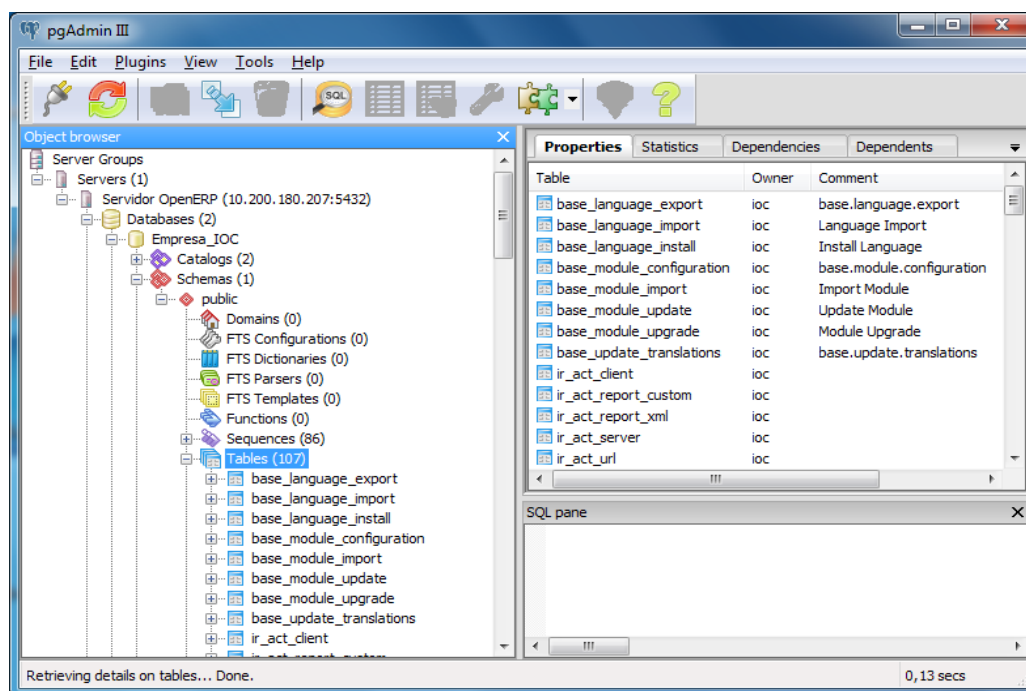 pgAdmin III
File Edit Plugins View Tools Help
SQL
Object browser
Server Groups
Servers (1)
Servidor OpenERP (10.200.180.207:5432)
Databases (2)
Empresa_IOC
Catalogs (2)
Schemas (1)
public
Domains (0)
FTS Configurations (0)
FTS Dictionaries (0)
FTS Parsers (0)
FTS Templates (0)
Functions (0)
Sequences (86)
Tables (107)
base_language_export
base_language_import
base_language_install
base_module_configuration
base_module_import
base_module_update
base_module_upgrade
base_update_translations
ir_act_client
ir_act_report_custom
Properties Statistics Dependencies Dependents
Table Owner Comment
base_language_export ioc base.language.export
base_language_import ioc Language Import
base_language_install ioc Install Language
base_module_configuration ioc base.module.configuration
base_module_import ioc Import Module
base_module_update ioc Update Module
base_module_upgrade ioc Module Upgrade
base_update_translations ioc base.update.translations
ir_act_client ioc
ir_act_report_custom ioc
ir_act_report_xml ioc
ir_act_server ioc
ir_act_url ioc
SQL pane
Retrieving details on tables... Done. 0,13 secs